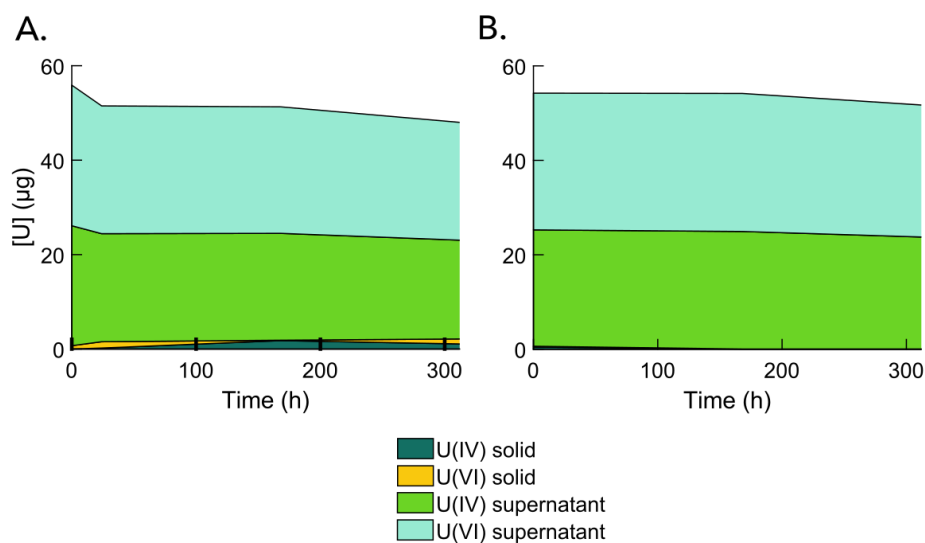 A.
B.
60
40
20
0
[U] (µg)
0
100
200
300
Time (h)
60
40
20
0
0
100
200
300
Time (h)
U(IV) solid
U(VI) solid
U(IV) supernatant
U(VI) supernatant